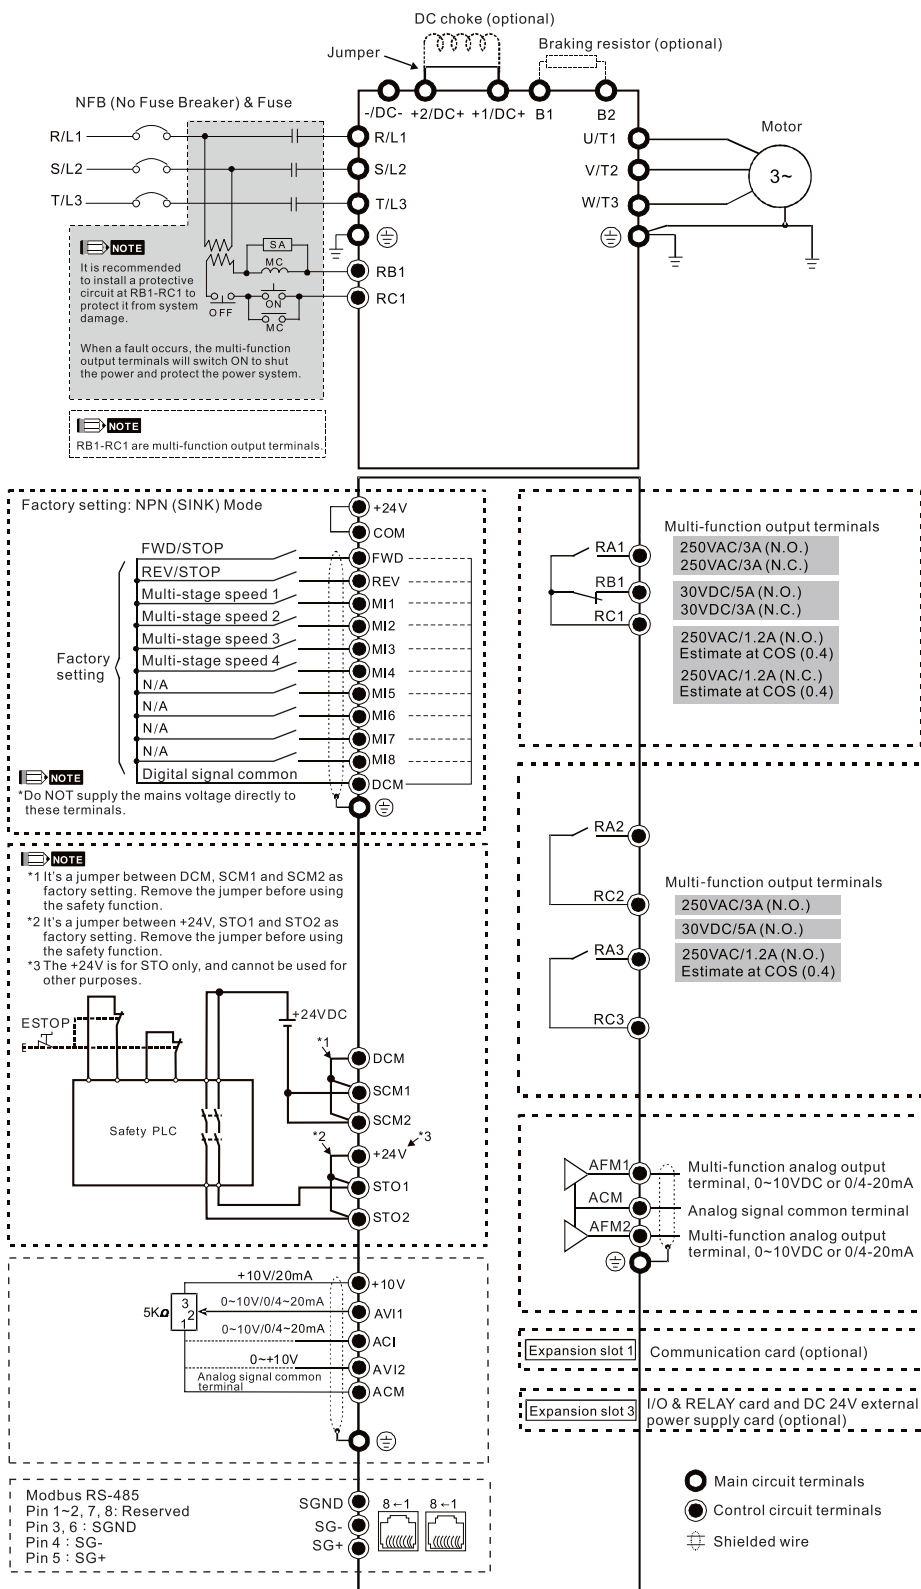 DC choke (optional)
Jumper
Braking resistor (optional)
NFB (No Fuse Breaker) & Fuse
-/DC- +2/DC+ +1/DC+ B1 B2
R/L1 R/L1 U/T1 Motor
S/L2 S/L2 V/T2 3~
T/L3 T/L3 W/T3
NOTE
It is recommended
to install a protective
circuit at RB1-RC1 to
protect it from system
damage.
When a fault occurs, the multi-function
output terminals will switch ON to shut
the power and protect the power system.
SA
MC
RB1
ON
OFF
MC
RC1
NOTE
RB1-RC1 are multi-function output terminals.
Factory setting: NPN (SINK) Mode
+24V
COM
FWD/STOP FWD
REV/STOP REV
Multi-stage speed 1 MI1
Multi-stage speed 2 MI2
Multi-stage speed 3 MI3
Multi-stage speed 4 MI4
Factory
setting
N/A MI5
N/A MI6
N/A MI7
N/A MI8
Digital signal common DCM
NOTE
*Do NOT supply the mains voltage directly to
these terminals.
Multi-function output terminals
RA1
RB1
RC1
250VAC/3A (N.O.)
250VAC/3A (N.C.)
30VDC/5A (N.O.)
30VDC/3A (N.C.)
250VAC/1.2A (N.O.)
Estimate at COS (0.4)
250VAC/1.2A (N.C.)
Estimate at COS (0.4)
RA2
RC2
RA3
RC3
Multi-function output terminals
250VAC/3A (N.O.)
30VDC/5A (N.O.)
250VAC/1.2A (N.O.)
Estimate at COS (0.4)
NOTE
*1 It's a jumper between DCM, SCM1 and SCM2 as
factory setting. Remove the jumper before using
the safety function.
*2 It's a jumper between +24V, STO1 and STO2 as
factory setting. Remove the jumper before using
the safety function.
*3 The +24V is for STO only, and cannot be used for
other purposes.
ESTOP
+24VDC
Safety PLC
*1
DCM
SCM1
SCM2
*2
+24V
*3
STO1
STO2
AFM1
ACM
AFM2
Multi-function analog output
terminal, 0~10VDC or 0/4-20mA
Analog signal common terminal
Multi-function analog output
terminal, 0~10VDC or 0/4-20mA
+10V/20mA +10V
5KΩ
3
2
1
0~10V/0/4~20mA AVI1
0~10V/0/4~20mA ACI
0~+10V AVI2
Analog signal common
terminal
ACM
Expansion slot 1 Communication card (optional)
Expansion slot 3 I/O & RELAY card and DC 24V external
power supply card (optional)
Modbus RS-485
Pin 1~2, 7, 8: Reserved
Pin 3, 6 : SGND
Pin 4 : SG-
Pin 5 : SG+
SGND
SG-
SG+
8←1 8←1
Main circuit terminals
Control circuit terminals
Shielded wire